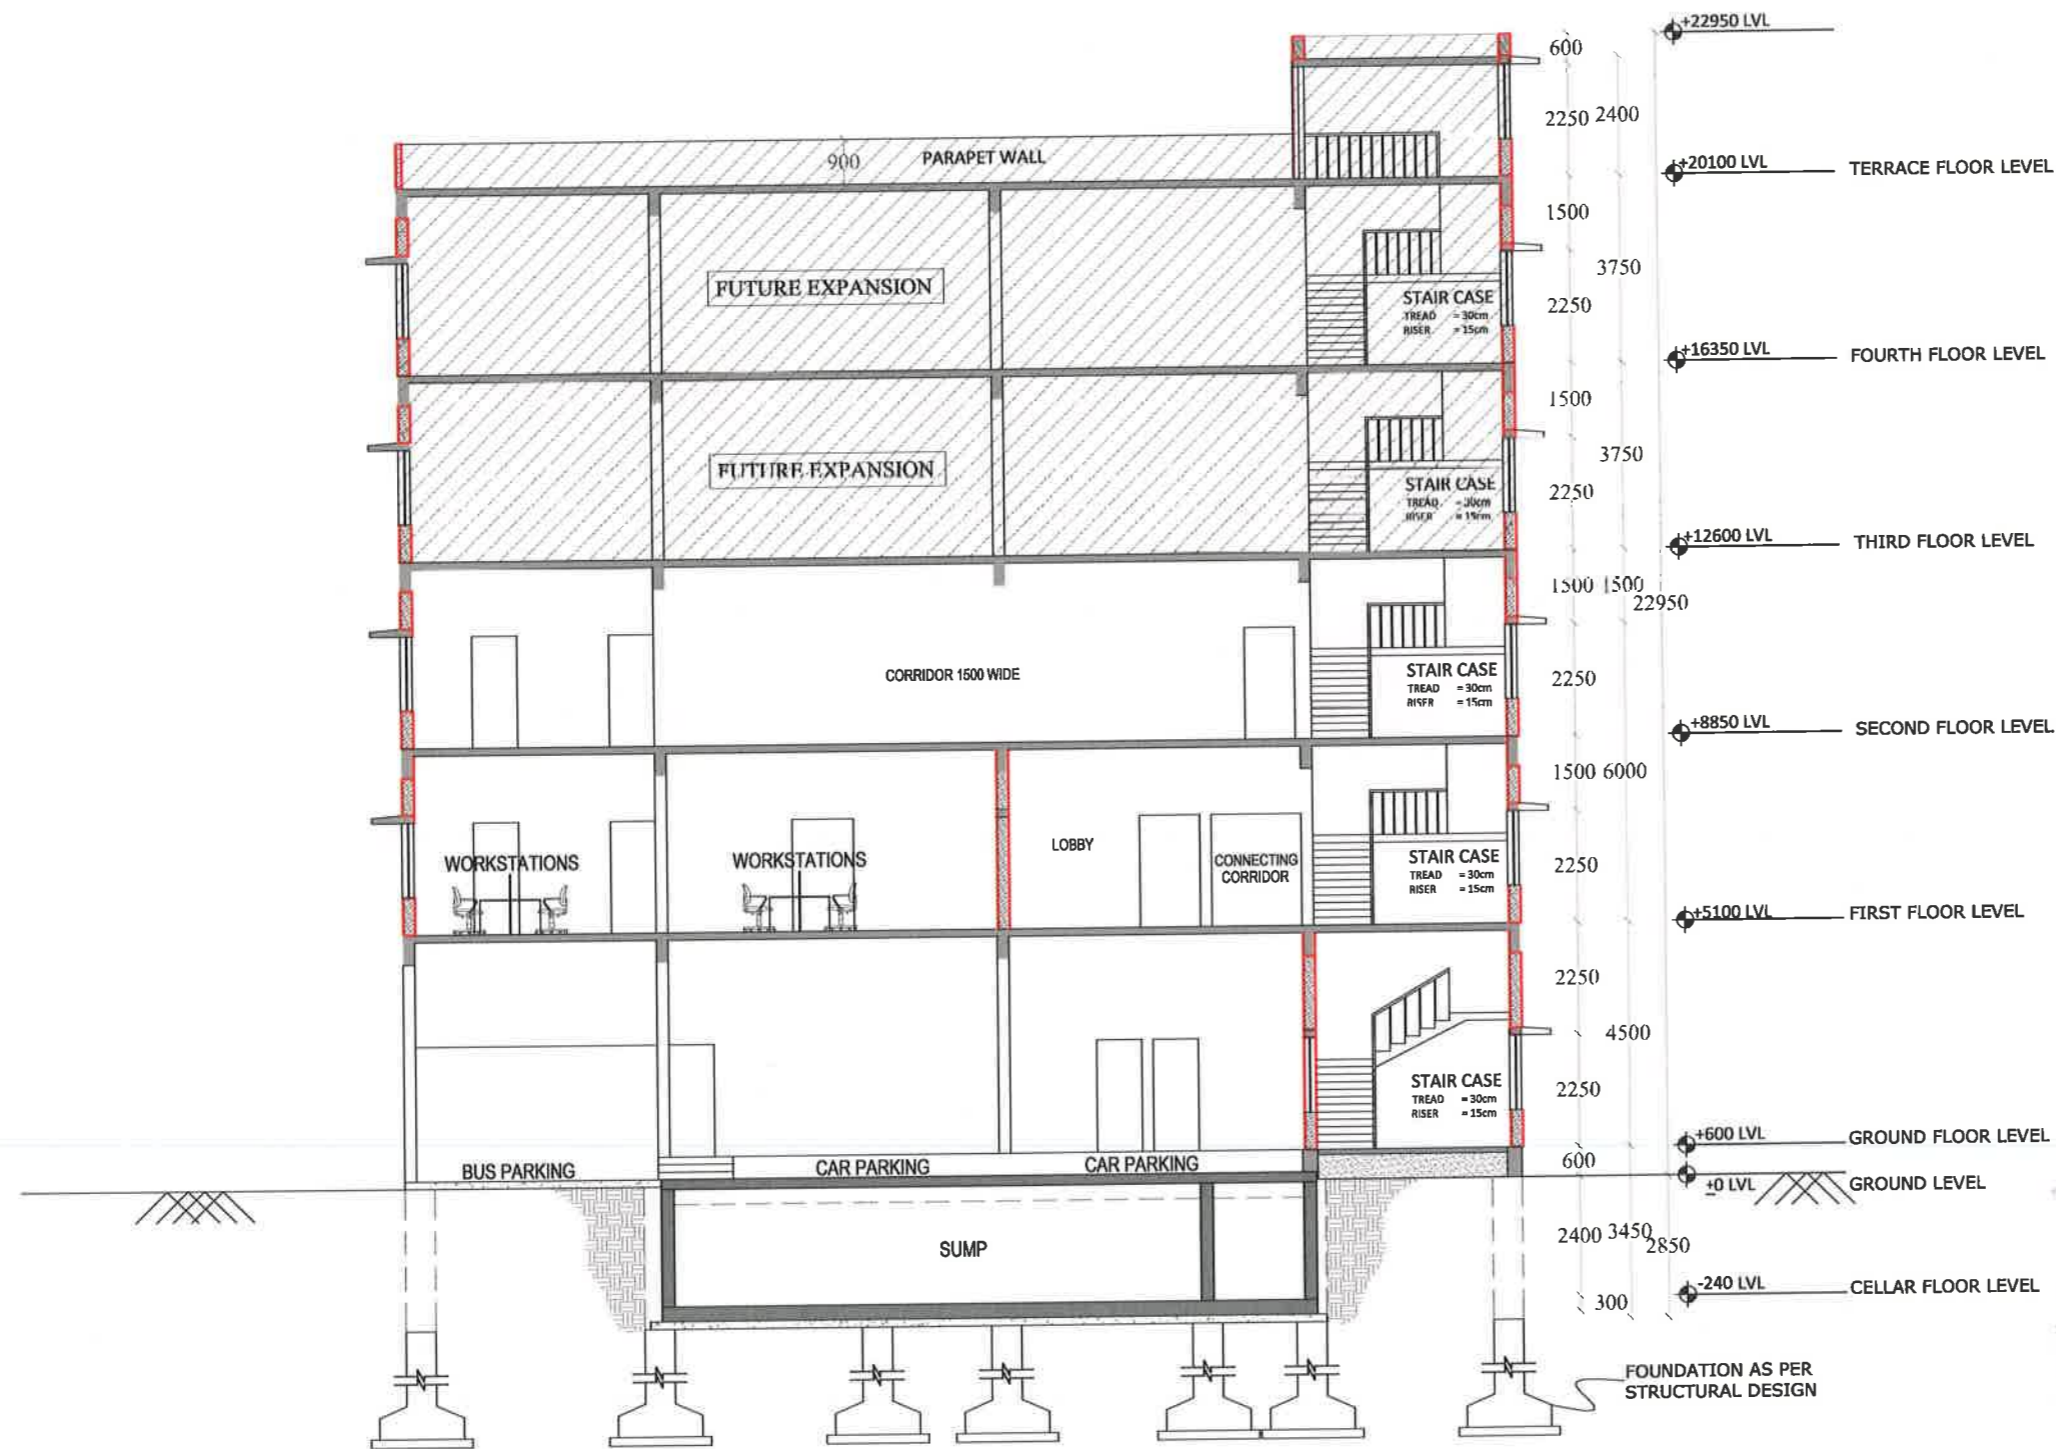 +22950 LVL
600
2250 2400
900 PARAPET WALL
+20100 LVL TERRACE FLOOR LEVEL
1500
3750
FUTURE EXPANSION
STAIR CASE
TREAD = 30cm
RISER = 15cm
2250
+16350 LVL FOURTH FLOOR LEVEL
1500
3750
FUTURE EXPANSION
STAIR CASE
TREAD = 30cm
RISER = 15cm
2250
+12600 LVL THIRD FLOOR LEVEL
1500 1500
22950
CORRIDOR 1500 WIDE
STAIR CASE
TREAD = 30cm
RISER = 15cm
2250
+8850 LVL SECOND FLOOR LEVEL
1500 6000
WORKSTATIONS
WORKSTATIONS
LOBBY
CONNECTING
CORRIDOR
STAIR CASE
TREAD = 30cm
RISER = 15cm
2250
+5100 LVL FIRST FLOOR LEVEL
2250
4500
STAIR CASE
TREAD = 30cm
RISER = 15cm
2250
+600 LVL GROUND FLOOR LEVEL
BUS PARKING
CAR PARKING
CAR PARKING
600
±0 LVL GROUND LEVEL
SUMP
2400 3450
2850
-240 LVL CELLAR FLOOR LEVEL
300
FOUNDATION AS PER
STRUCTURAL DESIGN